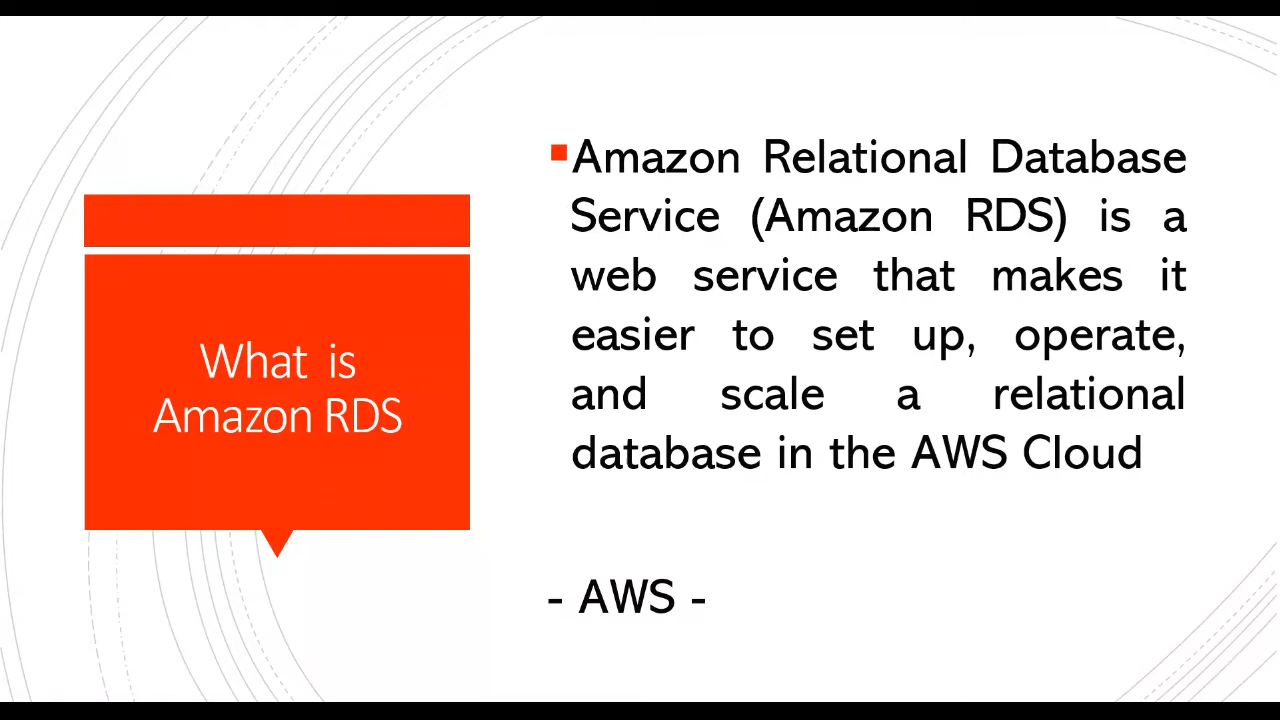 What is
Amazon RDS
Amazon Relational Database
Service (Amazon RDS) is a
web service that makes it
easier to set up, operate,
and scale a relational
database in the AWS Cloud
- AWS -